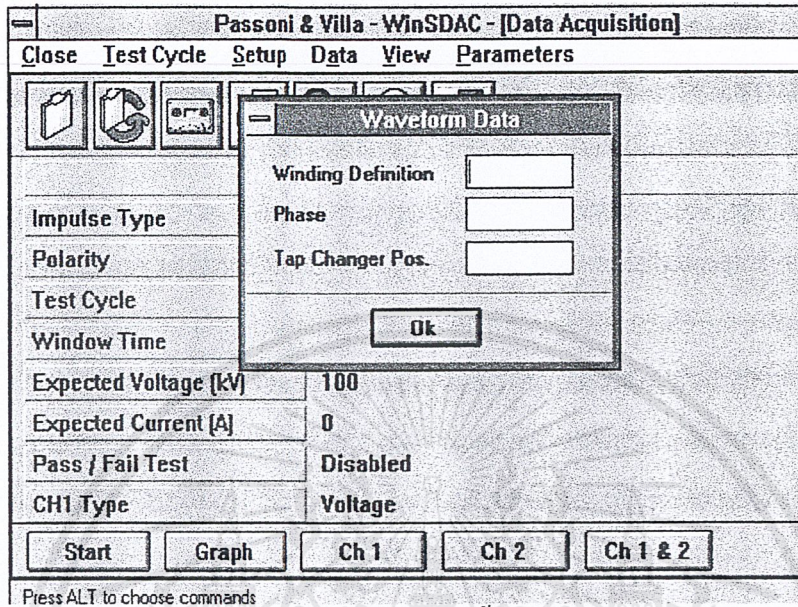 Passoni & Villa - WinSDAC - [Data Acquisition]
Close Test Cycle Setup Data View Parameters
Waveform Data
Winding Definition
Phase
Tap Changer Pos.
Ok
Impulse Type
Polarity
Test Cycle
Window Time
Expected Voltage [kV] 100
Expected Current [A] 0
Pass / Fail Test Disabled
CH1 Type Voltage
Start Graph Ch 1 Ch 2 Ch 1 & 2
Press ALT to choose commands